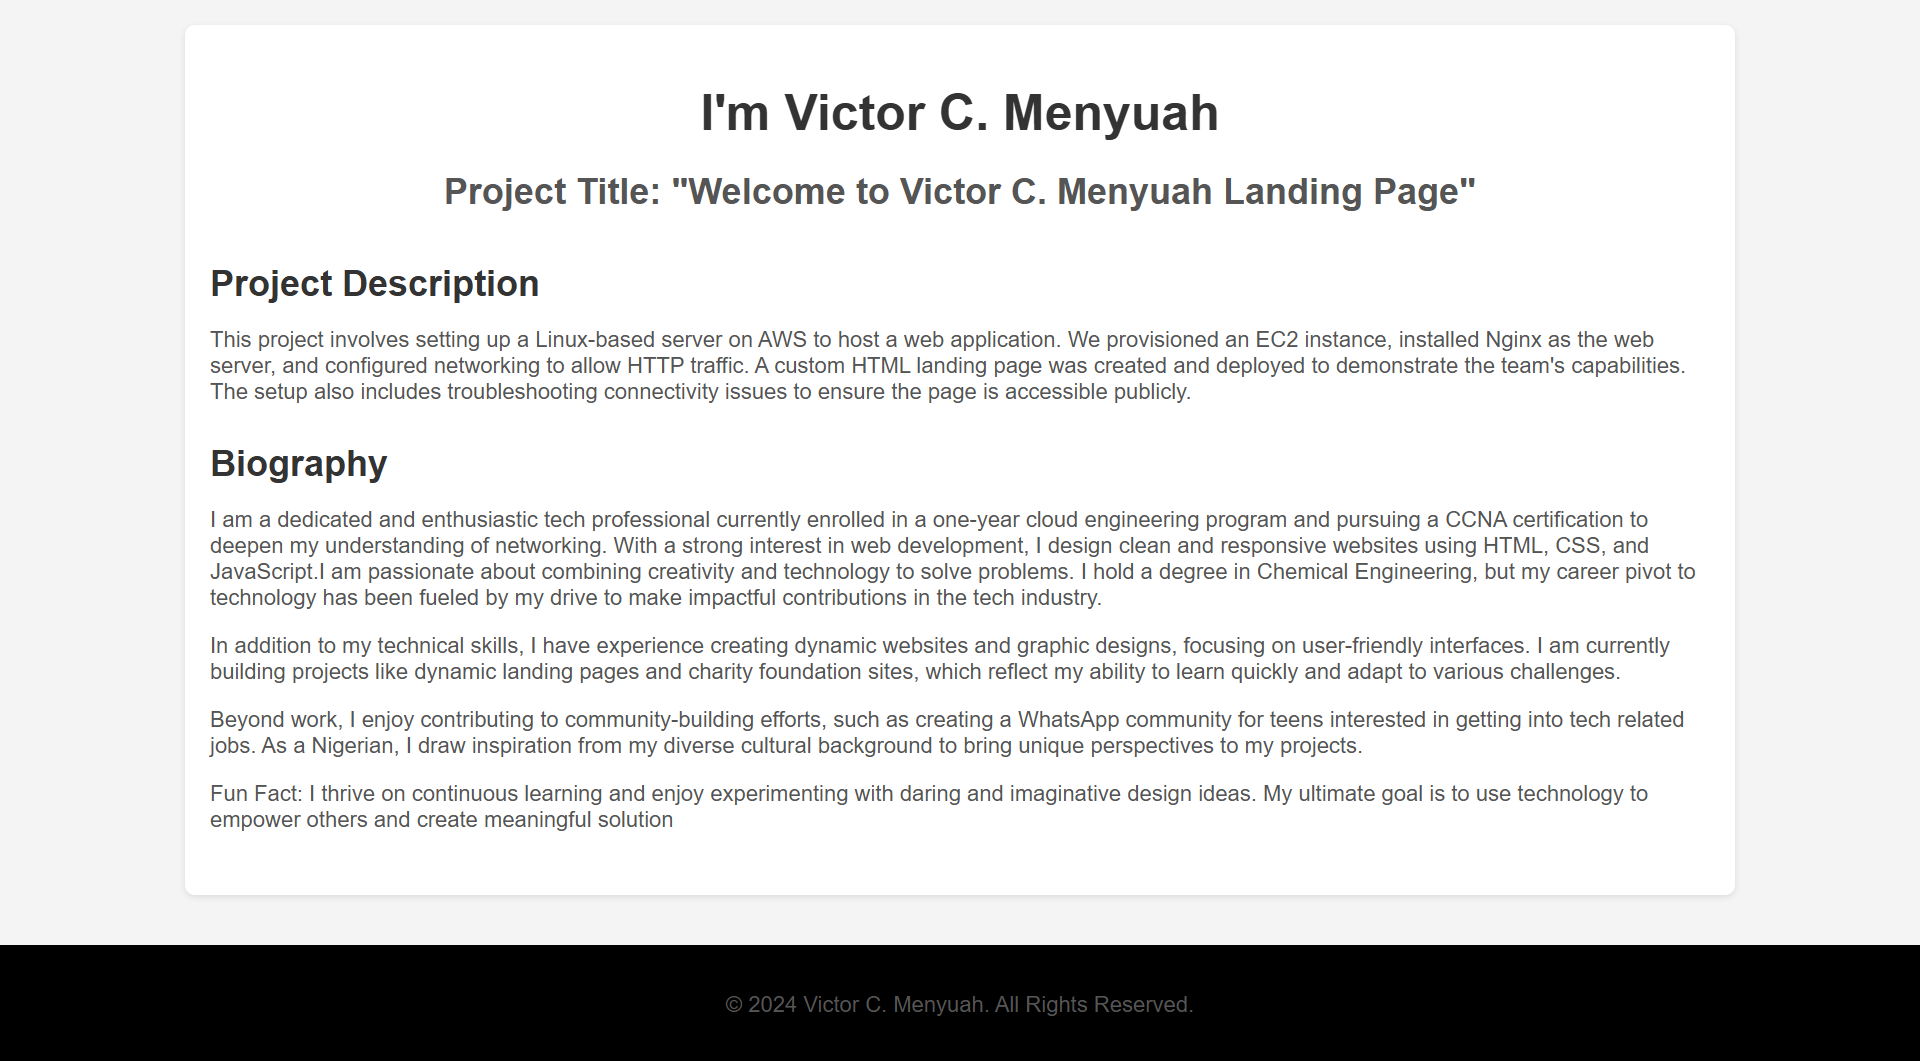 I'm Victor C. Menyuah
Project Title: "Welcome to Victor C. Menyuah Landing Page"
Project Description
This project involves setting up a Linux-based server on AWS to host a web application. We provisioned an EC2 instance, installed Nginx as the web
server, and configured networking to allow HTTP traffic. A custom HTML landing page was created and deployed to demonstrate the team's capabilities.
The setup also includes troubleshooting connectivity issues to ensure the page is accessible publicly.
Biography
I am a dedicated and enthusiastic tech professional currently enrolled in a one-year cloud engineering program and pursuing a CCNA certification to
deepen my understanding of networking. With a strong interest in web development, I design clean and responsive websites using HTML, CSS, and
JavaScript.I am passionate about combining creativity and technology to solve problems. I hold a degree in Chemical Engineering, but my career pivot to
technology has been fueled by my drive to make impactful contributions in the tech industry.
In addition to my technical skills, I have experience creating dynamic websites and graphic designs, focusing on user-friendly interfaces. I am currently
building projects like dynamic landing pages and charity foundation sites, which reflect my ability to learn quickly and adapt to various challenges.
Beyond work, I enjoy contributing to community-building efforts, such as creating a WhatsApp community for teens interested in getting into tech related
jobs. As a Nigerian, I draw inspiration from my diverse cultural background to bring unique perspectives to my projects.
Fun Fact: I thrive on continuous learning and enjoy experimenting with daring and imaginative design ideas. My ultimate goal is to use technology to
empower others and create meaningful solution
© 2024 Victor C. Menyuah. All Rights Reserved.